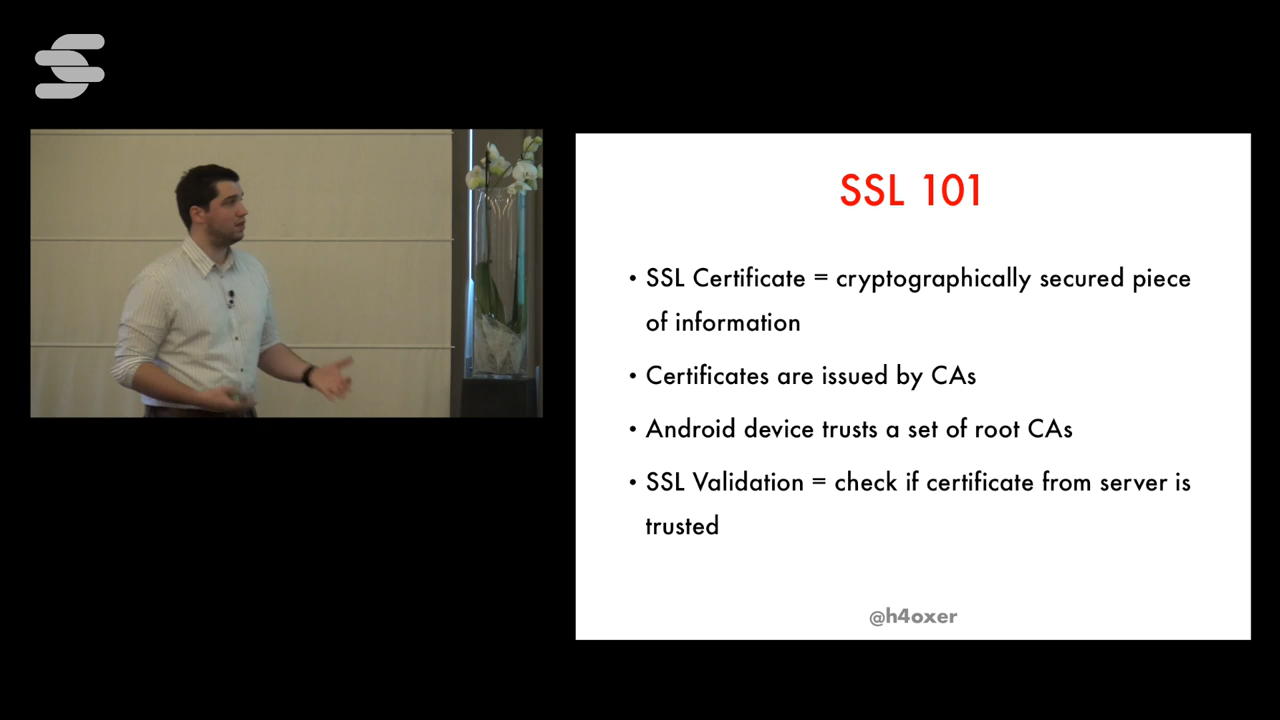 SSL 101
• SSL Certificate = cryptographically secured piece
of information
• Certificates are issued by CAs
• Android device trusts a set of root CAs
• SSL Validation = check if certificate from server is
trusted
@h4oxer